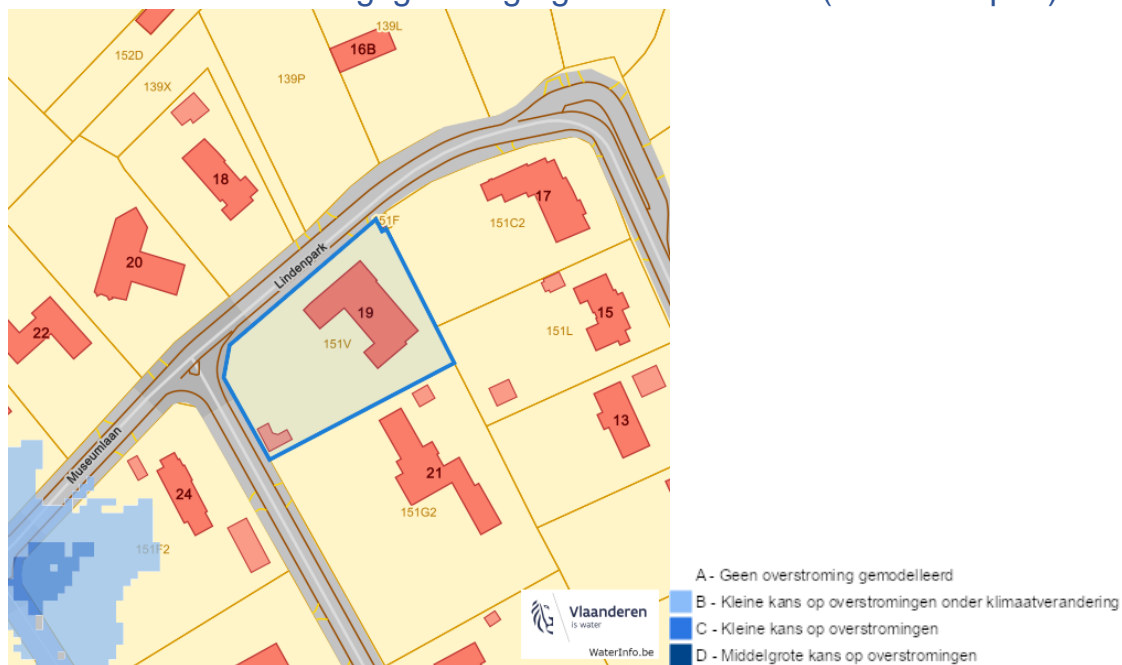 139L
16B
152D
139P
139X
18
17
151F
151C2
Lindenpark
20
19
15
22
151V
151L
13
Museumlaan
21
24
151G2
151F2
Vlaanderen
is water
WaterInfo.be
A - Geen overstroming gemodelleerd
B - Kleine kans op overstromingen onder klimaatverandering
C - Kleine kans op overstromingen
D - Middelgrote kans op overstromingen